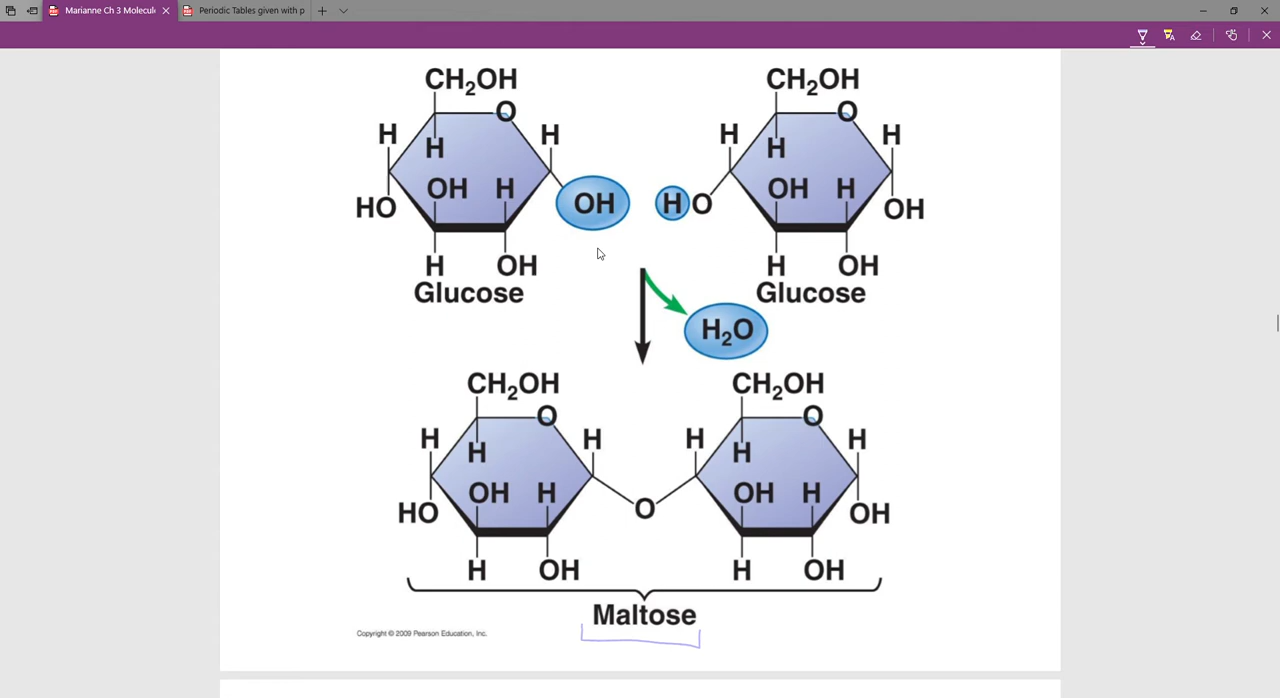 Marianne Ch 3 Molecul
Periodic Tables given with p
CH₂OH CH₂OH
O O
H H H H
H H
OH H OH H
HO OH H O OH
H OH H OH
Glucose Glucose
H₂O
CH₂OH CH₂OH
O O
H H H H
H H
OH H OH H
HO O OH
H OH H OH
Maltose
Copyright © 2009 Pearson Education, Inc.